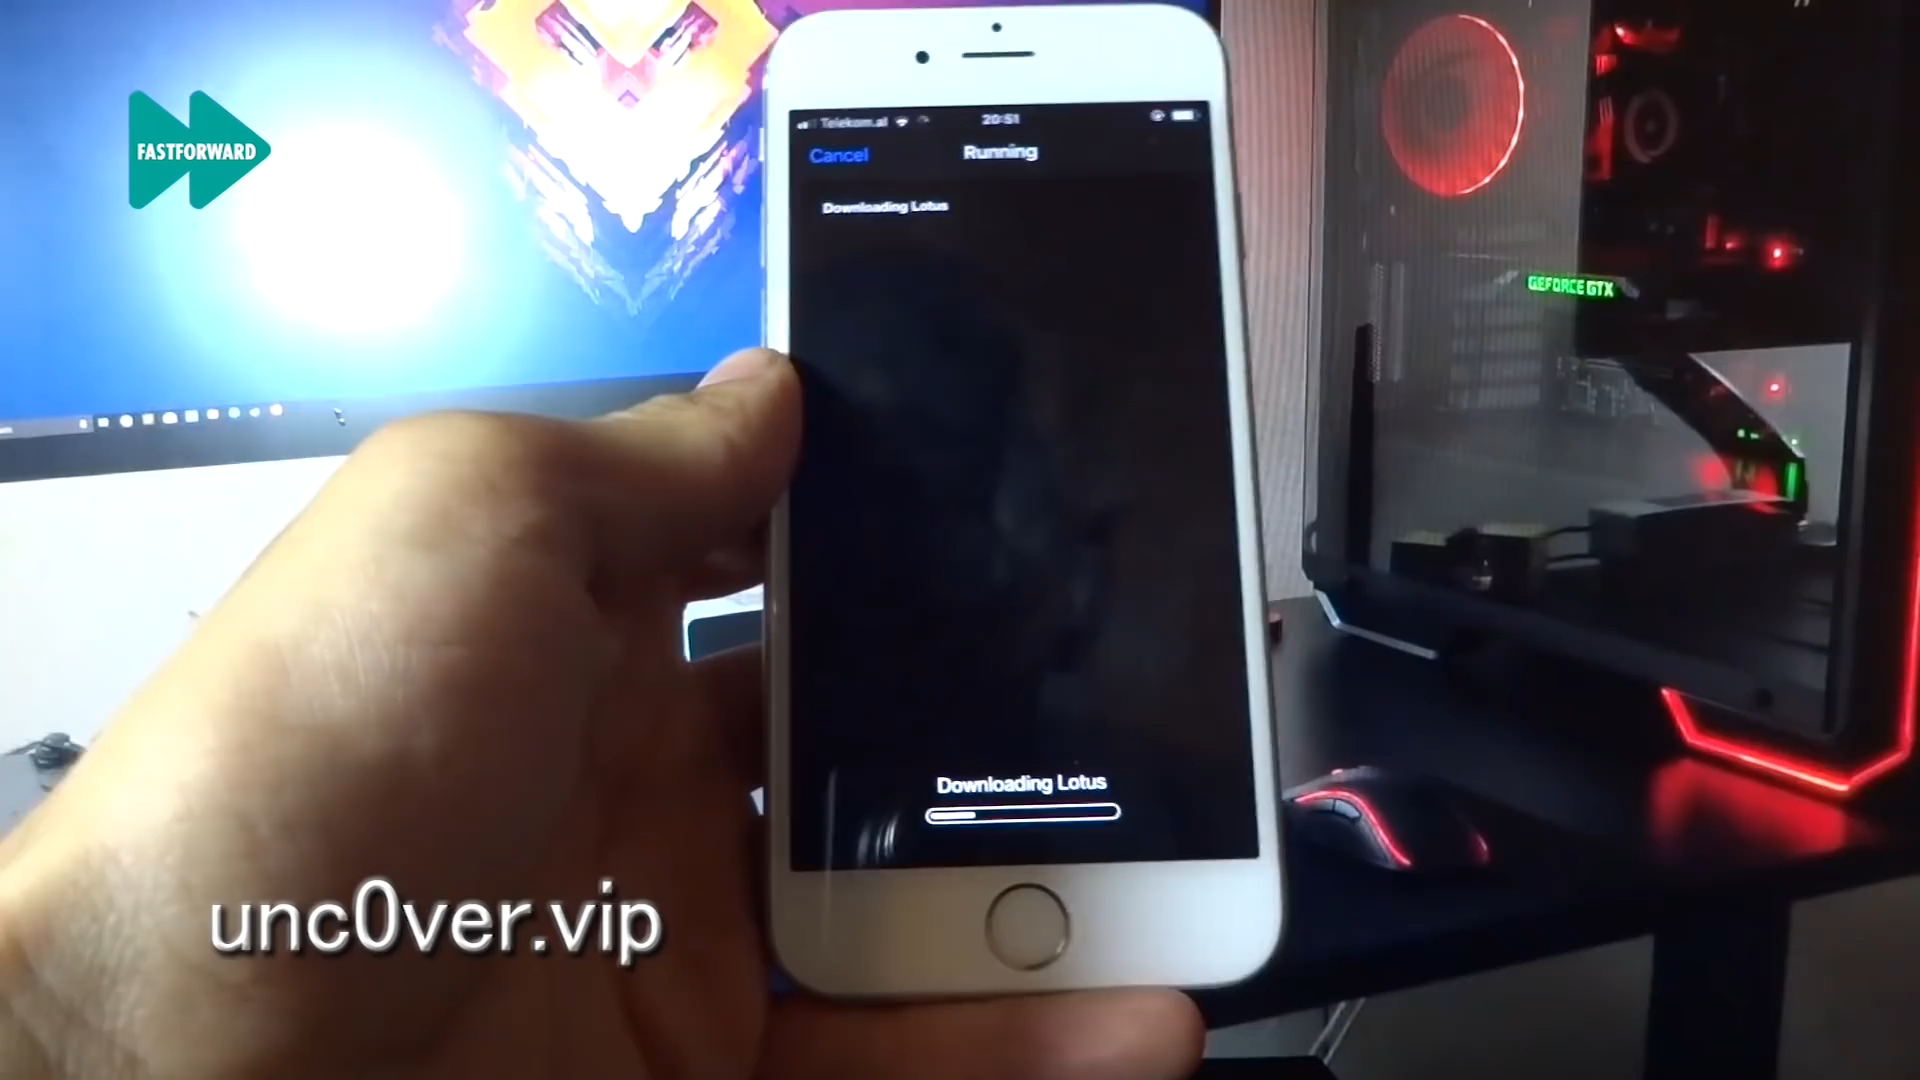 FASTFORWARD
Telekom.al
20:51
Cancel
Running
Downloading Lotus
GEFORCE GTX
Downloading Lotus
unc0ver.vip